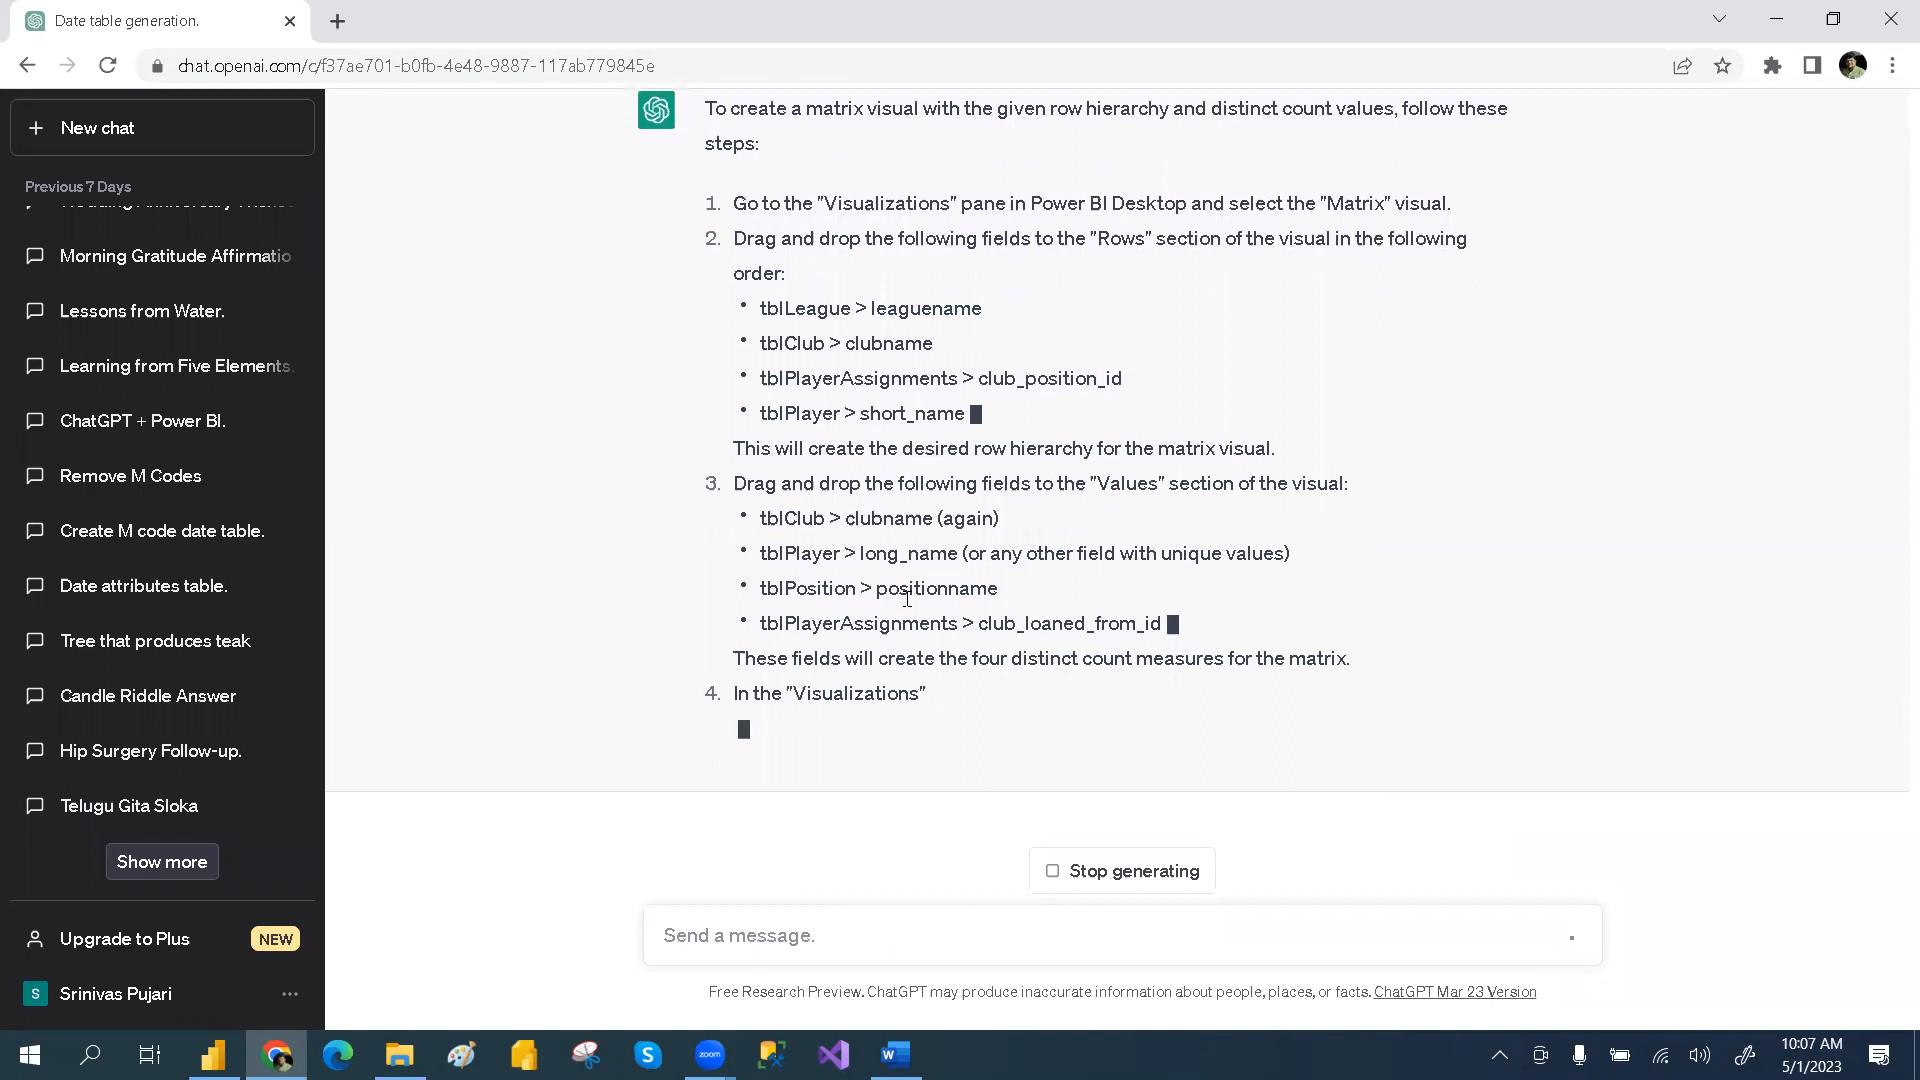 Date table generation.
chat.openai.com/c/f37ae701-b0fb-4e48-9887-117ab779845e
New chat
Previous 7 Days
Morning Gratitude Affirmatio
Lessons from Water.
Learning from Five Elements.
ChatGPT + Power BI.
Remove M Codes
Create M code date table.
Date attributes table.
Tree that produces teak
Candle Riddle Answer
Hip Surgery Follow-up.
Telugu Gita Sloka
Show more
Upgrade to Plus NEW
S Srinivas Pujari
To create a matrix visual with the given row hierarchy and distinct count values, follow these
steps:
1. Go to the "Visualizations" pane in Power BI Desktop and select the "Matrix" visual.
2. Drag and drop the following fields to the "Rows" section of the visual in the following
order:
• tblLeague > leaguename
• tblClub > clubname
• tblPlayerAssignments > club_position_id
• tblPlayer > short_name
This will create the desired row hierarchy for the matrix visual.
3. Drag and drop the following fields to the "Values" section of the visual:
• tblClub > clubname (again)
• tblPlayer > long_name (or any other field with unique values)
• tblPosition > positionname
• tblPlayerAssignments > club_loaned_from_id
These fields will create the four distinct count measures for the matrix.
4. In the "Visualizations"
Stop generating
Send a message.
Free Research Preview. ChatGPT may produce inaccurate information about people, places, or facts. ChatGPT Mar 23 Version
zoom
10:07 AM
5/1/2023